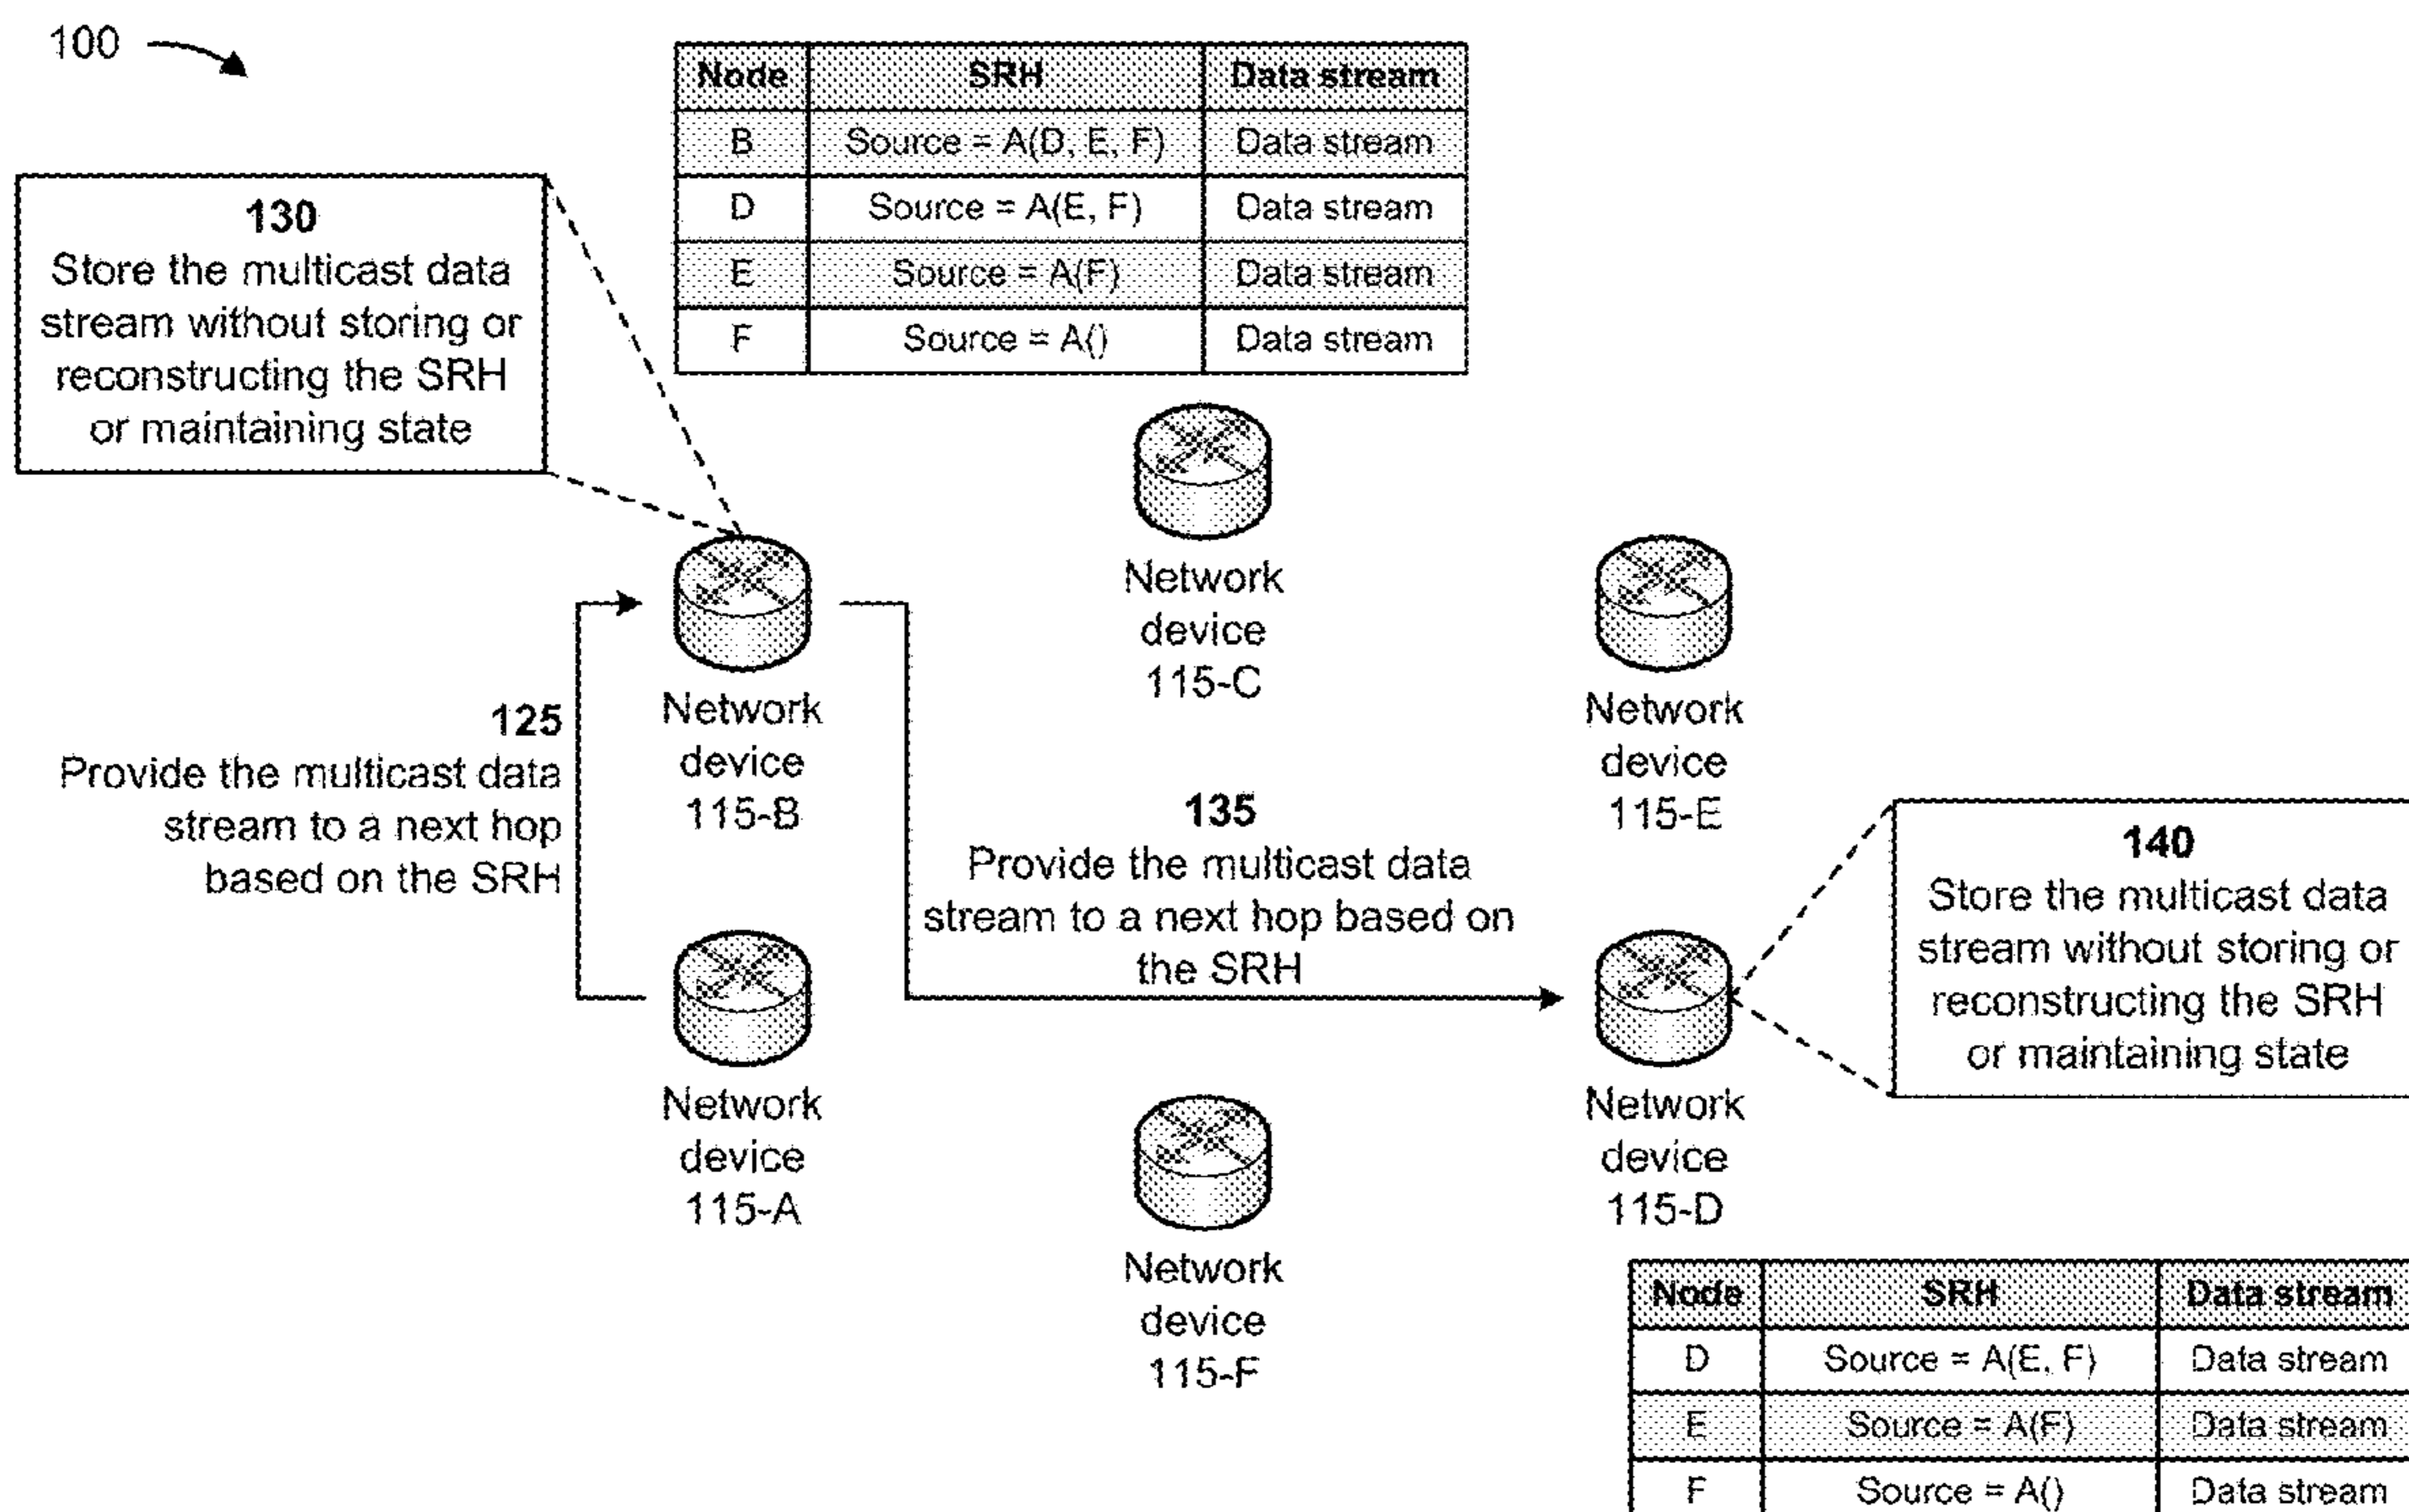 100
Node SRH Data stream
B Source = A(D, E, F) Data stream
D Source = A(E, F) Data stream
E Source = A(F) Data stream
F Source = A() Data stream
130
Store the multicast data
stream without storing or
reconstructing the SRH
or maintaining state
Network
device
115-C
Network
device
115-B
Network
device
115-E
125
Provide the multicast data
stream to a next hop
based on the SRH
135
Provide the multicast data
stream to a next hop based on
the SRH
140
Store the multicast data
stream without storing or
reconstructing the SRH
or maintaining state
Network
device
115-A
Network
device
115-D
Network
device
115-F
Node SRH Data stream
D Source = A(E, F) Data stream
E Source = A(F) Data stream
F Source = A() Data stream